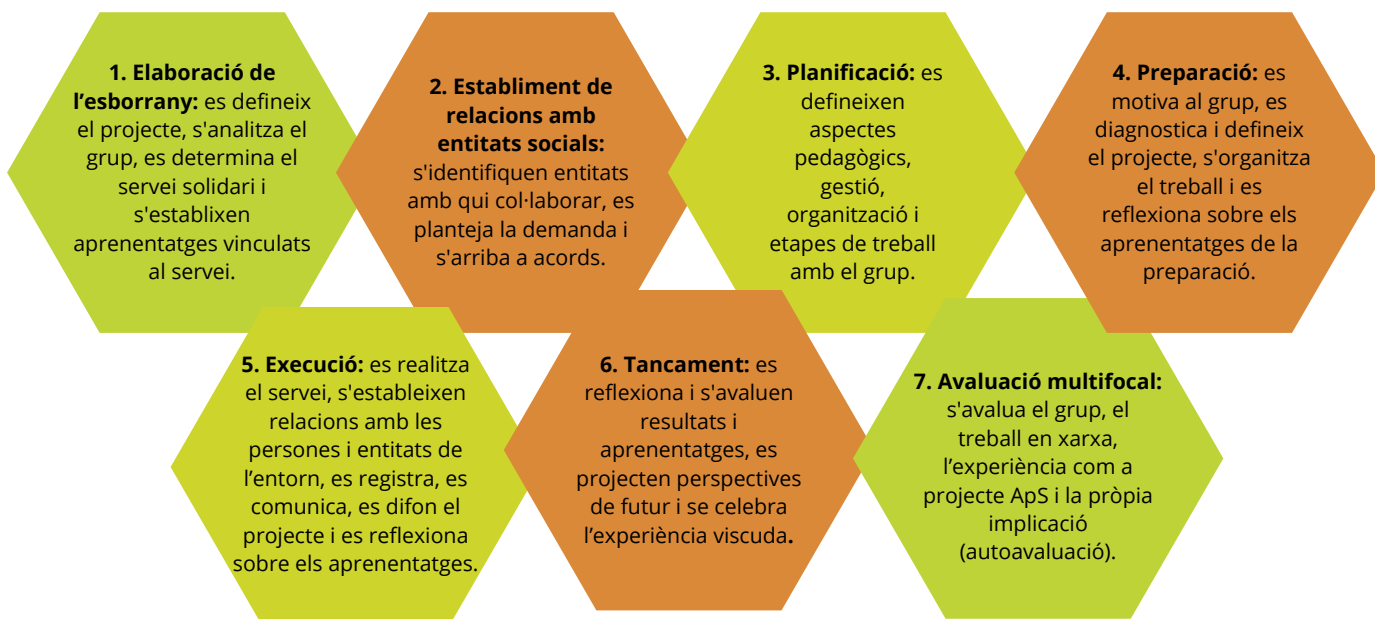 1. Elaboració de
l’esborrany: es defineix
el projecte, s'analitza el
grup, es determina el
servei solidari i
s'establixen
aprenentatges vinculats
al servei.
2. Establiment de
relacions amb
entitats socials:
s'identifiquen entitats
amb qui col·laborar, es
planteja la demanda i
s'arriba a acords.
3. Planificació: es
defineixen
aspectes
pedagògics,
gestió,
organització i
etapes de treball
amb el grup.
4. Preparació: es
motiva al grup, es
diagnostica i defineix
el projecte, s'organitza
el treball i es
reflexiona sobre els
aprenentatges de la
preparació.
5. Execució: es realitza
el servei, s'estableixen
relacions amb les
persones i entitats de
l’entorn, es registra, es
comunica, es difon el
projecte i es reflexiona
sobre els aprenentatges.
6. Tancament: es
reflexiona i s'avaluen
resultats i
aprenentatges, es
projecten perspectives
de futur i se celebra
l’experiència viscuda.
7. Avaluació multifocal:
s'avalua el grup, el
treball en xarxa,
l’experiència com a
projecte ApS i la pròpia
implicació
(autoavaluació).